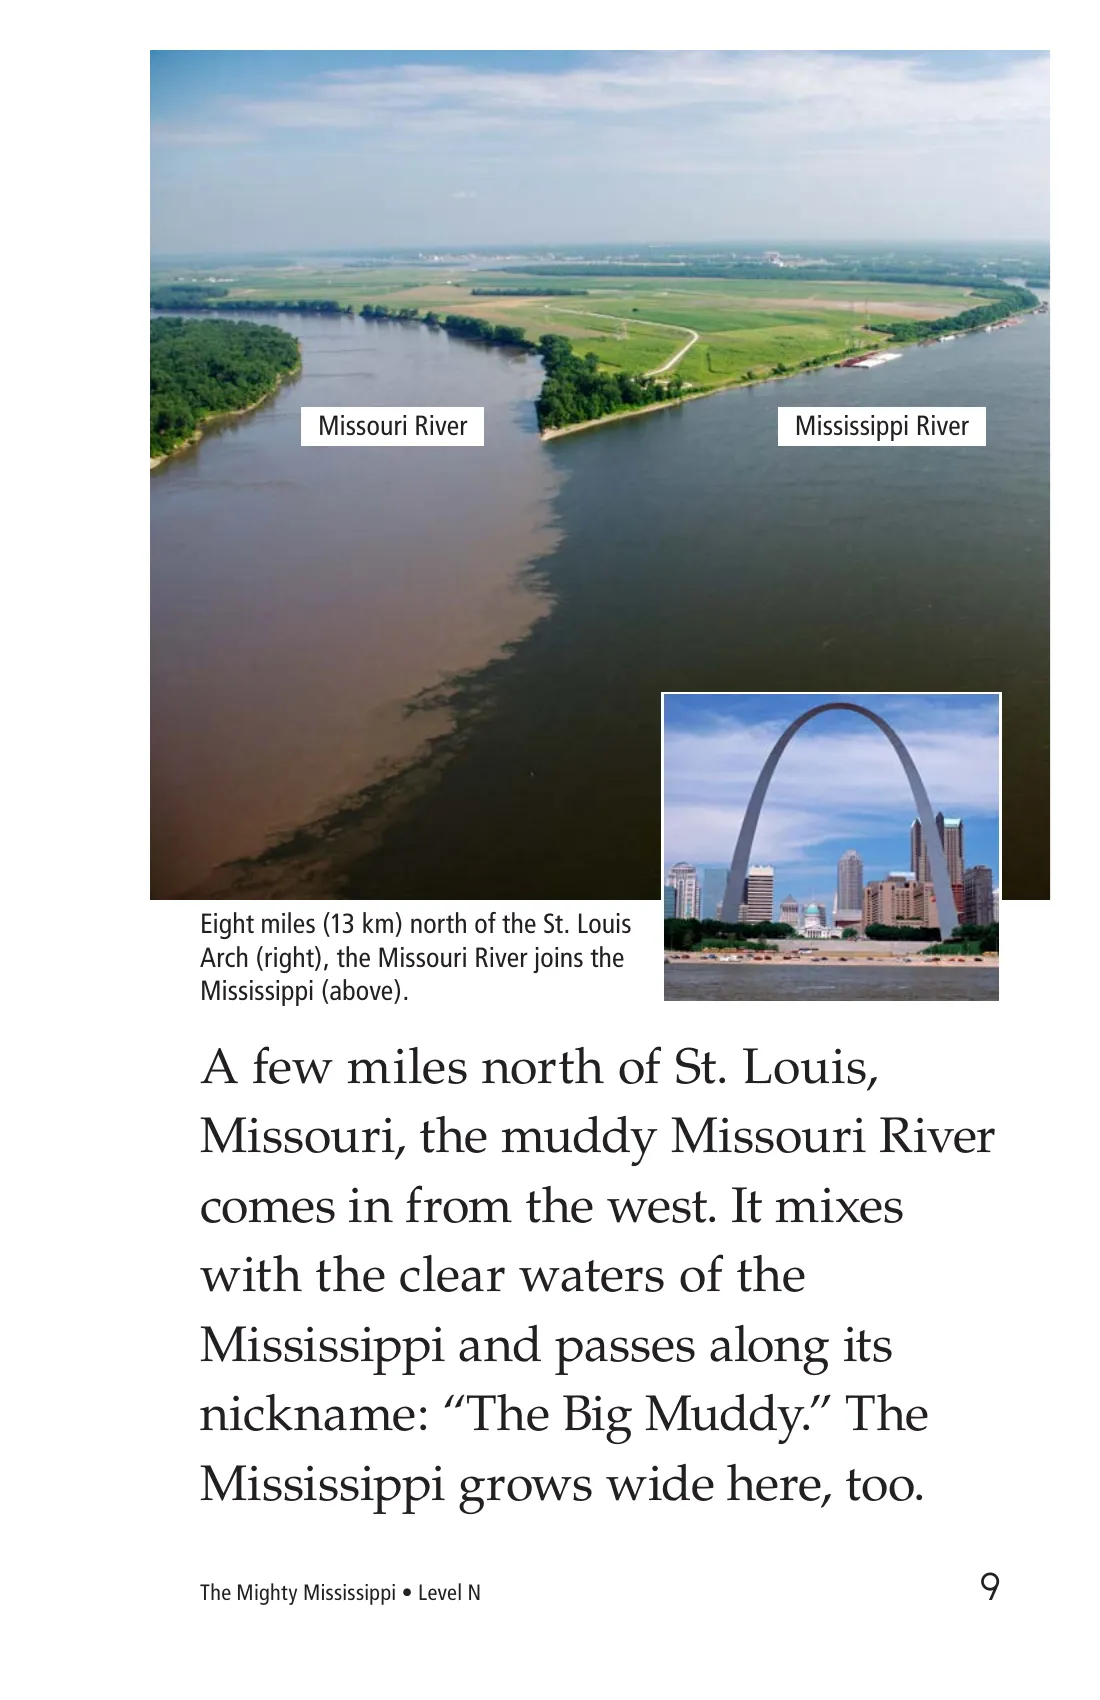 Missouri River
Mississippi River
Eight miles (13 km) north of the St. Louis
Arch (right), the Missouri River joins the
Mississippi (above).
A few miles north of St. Louis,
Missouri, the muddy Missouri River
comes in from the west. It mixes
with the clear waters of the
Mississippi and passes along its
nickname: “The Big Muddy.” The
Mississippi grows wide here, too.
The Mighty Mississippi • Level N
9